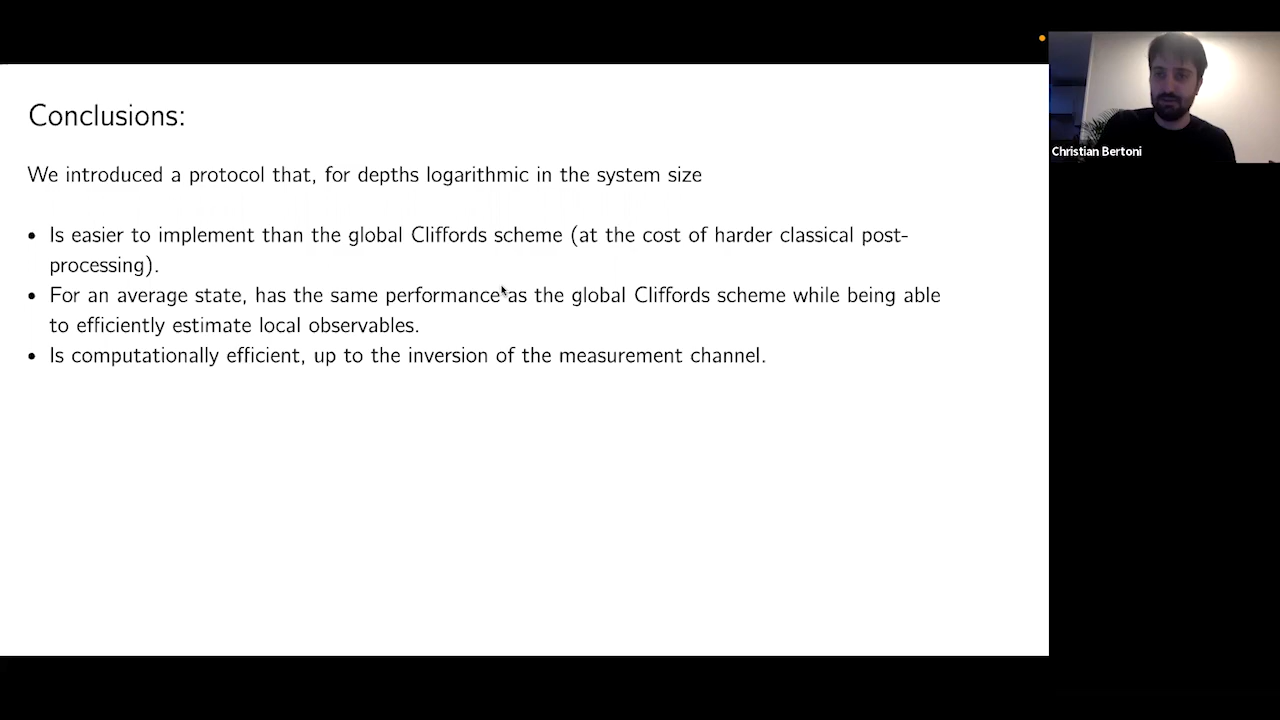 Conclusions:
We introduced a protocol that, for depths logarithmic in the system size
• Is easier to implement than the global Cliffords scheme (at the cost of harder classical post-
processing).
• For an average state, has the same performance as the global Cliffords scheme while being able
to efficiently estimate local observables.
• Is computationally efficient, up to the inversion of the measurement channel.
Christian Bertoni